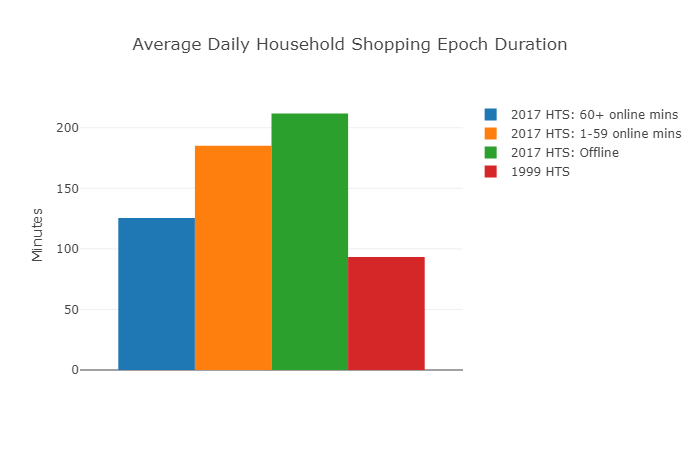 Average Daily Household Shopping Epoch Duration
2017 HTS: 60+ online mins
2017 HTS: 1-59 online mins
2017 HTS: Offline
1999 HTS
Minutes
200
150
100
50
0